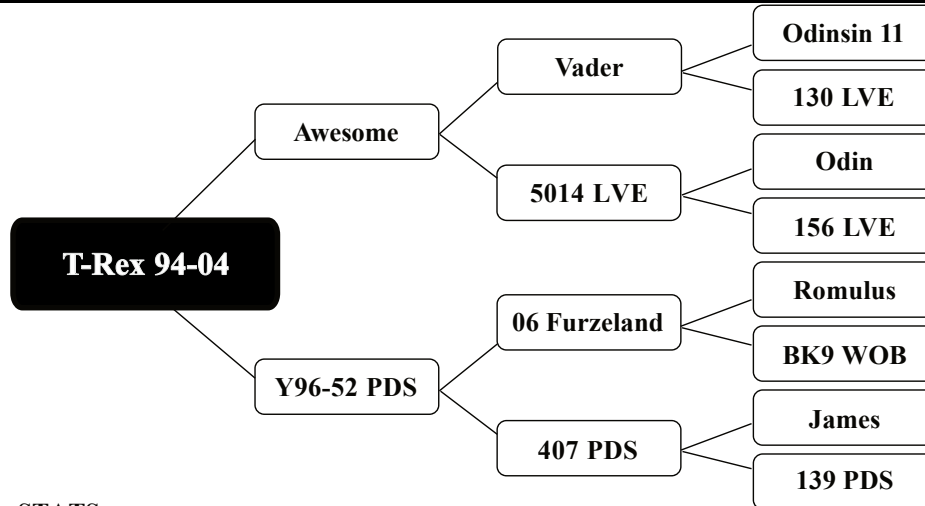 Odinsin 11
Vader
130 LVE
Awesome
Odin
5014 LVE
156 LVE
T-Rex 94-04
Romulus
06 Furzeland
BK9 WOB
Y96-52 PDS
James
407 PDS
139 PDS